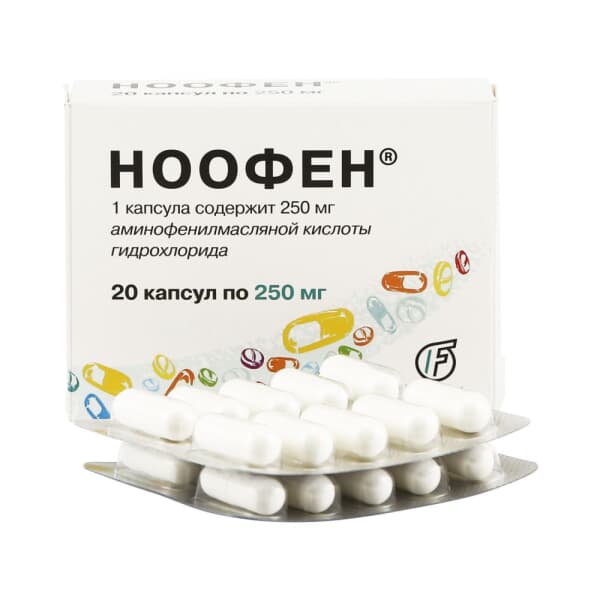 НООФЕН
20 капсул по 250 мг
НООФЕН®
1 капсула содержит 250 мг
аминофенилмасляной кислоты
гидрохлорида
20 капсул по 250 мг